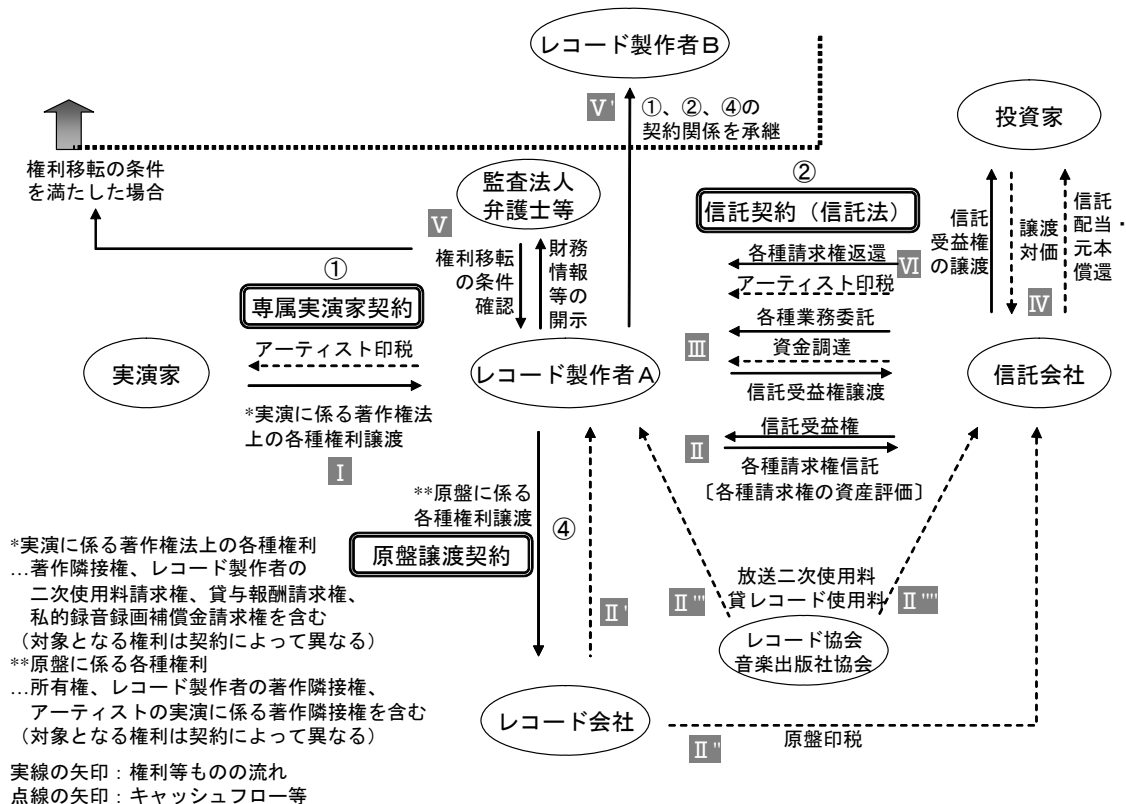 レコード製作者B
Ⅴ'
①、②、④の
契約関係を承継
投資家
権利移転の条件
を満たした場合
監査法人
弁護士等
②
信託契約（信託法）
信託
受益権
の譲渡
譲渡
対価
信託
配当・
元本
償還
Ⅴ
権利移転
の条件
確認
財務
情報
等の
開示
各種請求権返還
Ⅵ
アーティスト印税
①
専属実演家契約
各種業務委託
Ⅳ
アーティスト印税
Ⅲ
資金調達
実演家
レコード製作者A
信託会社
信託受益権譲渡
*実演に係る著作権法
上の各種権利譲渡
信託受益権
Ⅱ
各種請求権信託
〔各種請求権の資産評価〕
Ⅰ
**原盤に係る
各種権利譲渡
④
原盤譲渡契約
*実演に係る著作権法上の各種権利
…著作隣接権、レコード製作者の
二次使用料請求権、貸与報酬請求権、
私的録音録画補償金請求権を含む
（対象となる権利は契約によって異なる）
**原盤に係る各種権利
…所有権、レコード製作者の著作隣接権、
アーティストの実演に係る著作隣接権を含む
（対象となる権利は契約によって異なる）
放送二次使用料
貸レコード使用料
Ⅱ'
Ⅱ'''
Ⅱ''''
レコード協会
音楽出版社協会
レコード会社
Ⅱ''
原盤印税
実線の矢印：権利等ものの流れ
点線の矢印：キャッシュフロー等